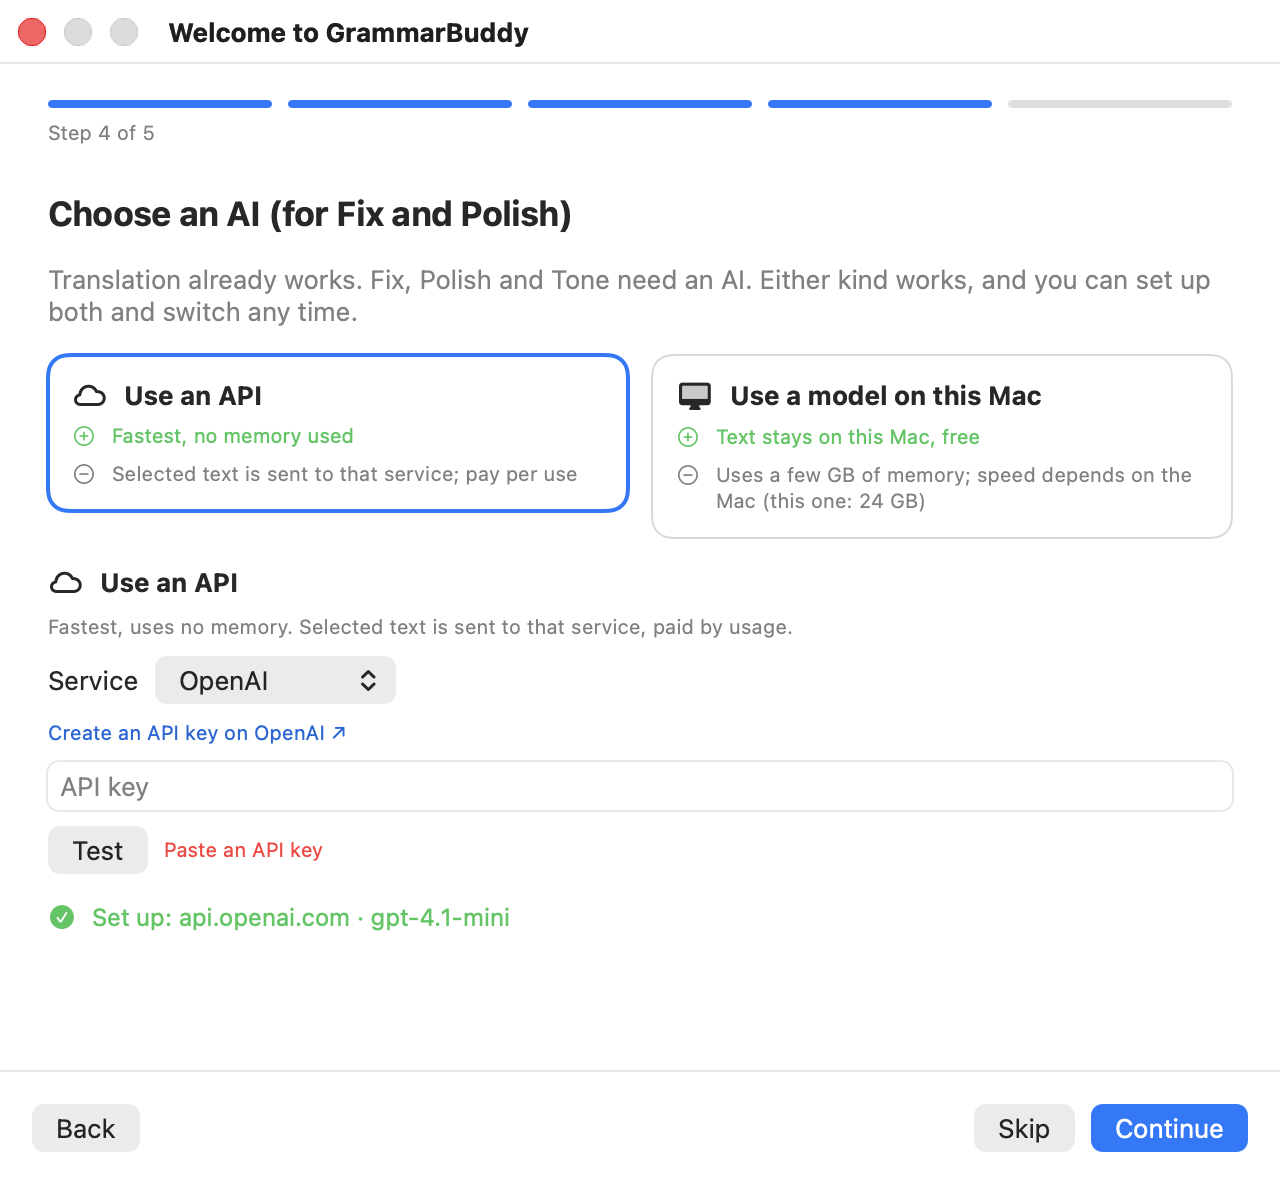 Welcome to GrammarBuddy
Step 4 of 5
Choose an AI (for Fix and Polish)
Translation already works. Fix, Polish and Tone need an AI. Either kind works, and you can set up
both and switch any time.
Use an API
Fastest, no memory used
Selected text is sent to that service; pay per use
Use a model on this Mac
Text stays on this Mac, free
Uses a few GB of memory; speed depends on the
Mac (this one: 24 GB)
Use an API
Fastest, uses no memory. Selected text is sent to that service, paid by usage.
Service OpenAI
Create an API key on OpenAI ↗
API key
Test Paste an API key
Set up: api.openai.com · gpt-4.1-mini
Back Skip Continue